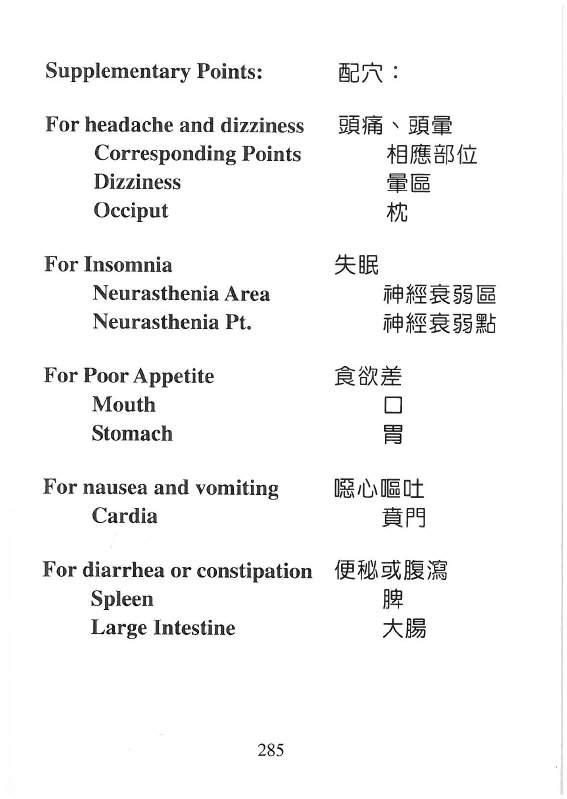 Supplementary Points: 配穴：
For headache and dizziness 頭痛、頭暈
Corresponding Points 相應部位
Dizziness 暈區
Occiput 枕
For Insomnia 失眠
Neurasthenia Area 神經衰弱區
Neurasthenia Pt. 神經衰弱點
For Poor Appetite 食欲差
Mouth 口
Stomach 胃
For nausea and vomiting 噁心嘔吐
Cardia 賁門
For diarrhea or constipation 便秘或腹瀉
Spleen 脾
Large Intestine 大腸
285